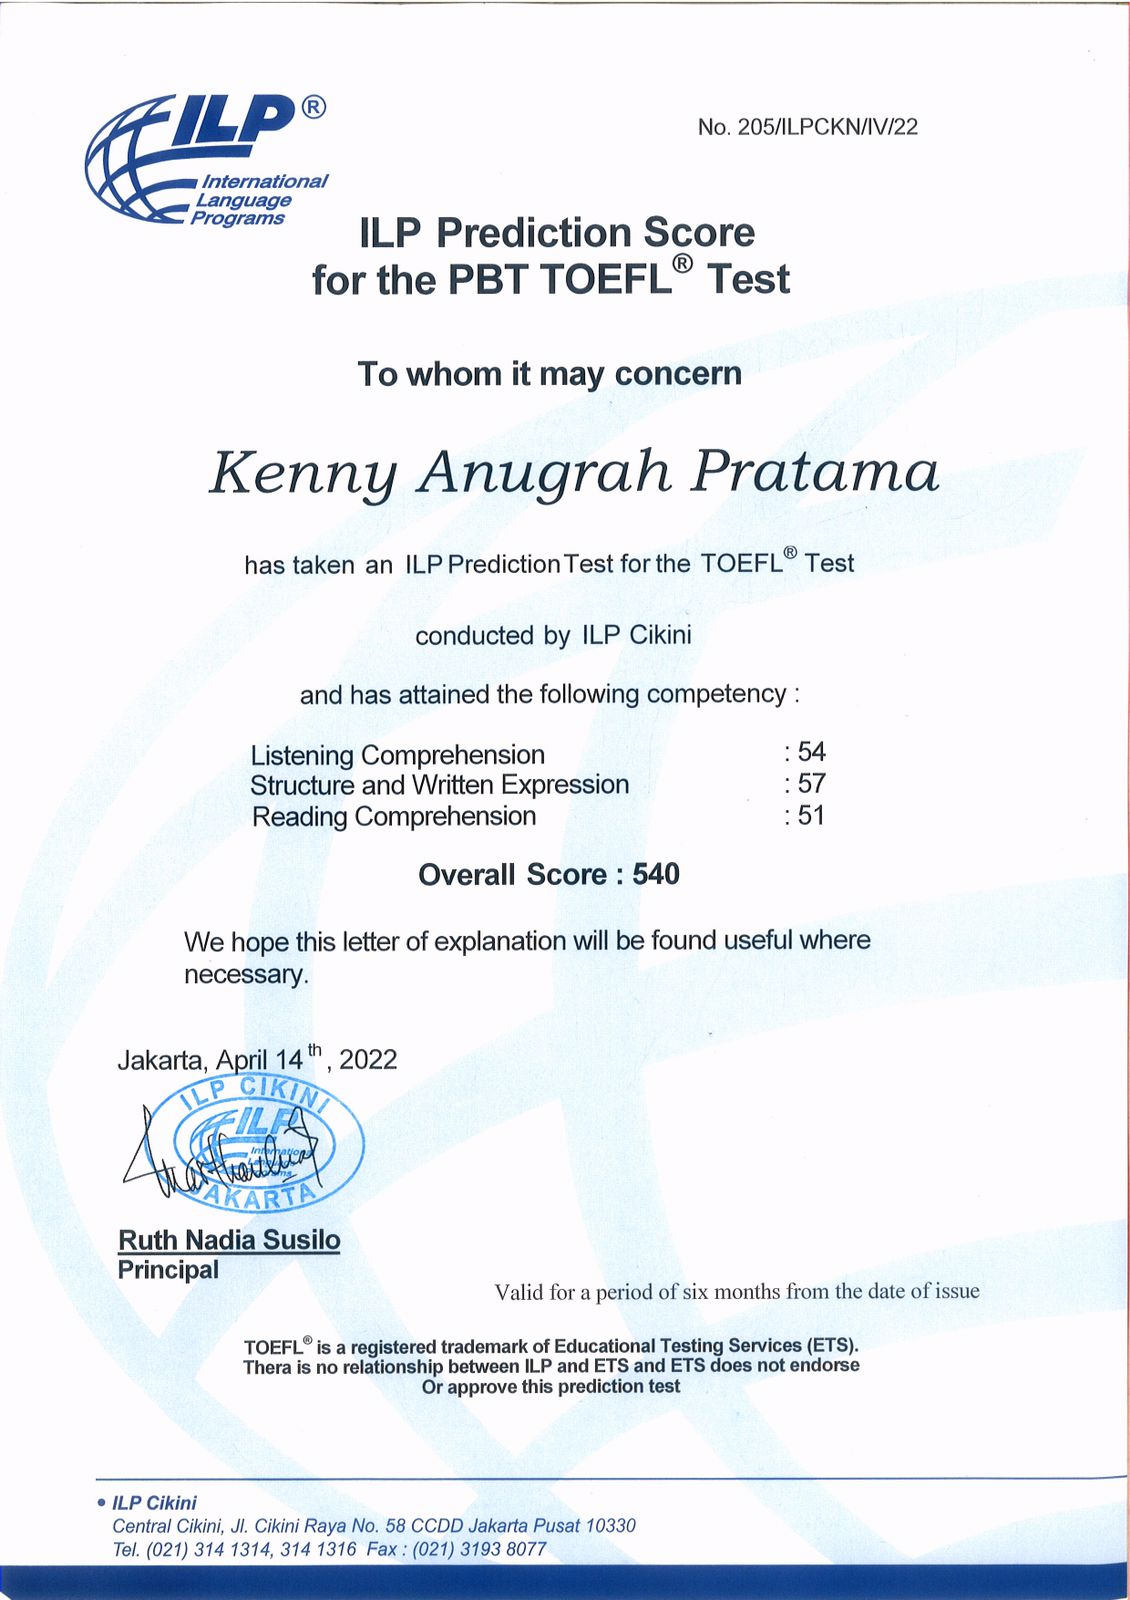 ILP®
International
Language
Programs
No. 205/ILPCKN/IV/22
ILP Prediction Score
for the PBT TOEFL® Test
To whom it may concern
Kenny Anugrah Pratama
has taken an ILP Prediction Test for the TOEFL® Test
conducted by ILP Cikini
and has attained the following competency :
Listening Comprehension : 54
Structure and Written Expression : 57
Reading Comprehension : 51
Overall Score : 540
We hope this letter of explanation will be found useful where
necessary.
Jakarta, April 14th, 2022
ILP CIKINI
ILP
International
JAKARTA
Ruth Nadia Susilo
Principal
Valid for a period of six months from the date of issue
TOEFL® is a registered trademark of Educational Testing Services (ETS).
Thera is no relationship between ILP and ETS and ETS does not endorse
Or approve this prediction test
• ILP Cikini
Central Cikini, Jl. Cikini Raya No. 58 CCDD Jakarta Pusat 10330
Tel. (021) 314 1314, 314 1316 Fax : (021) 3193 8077